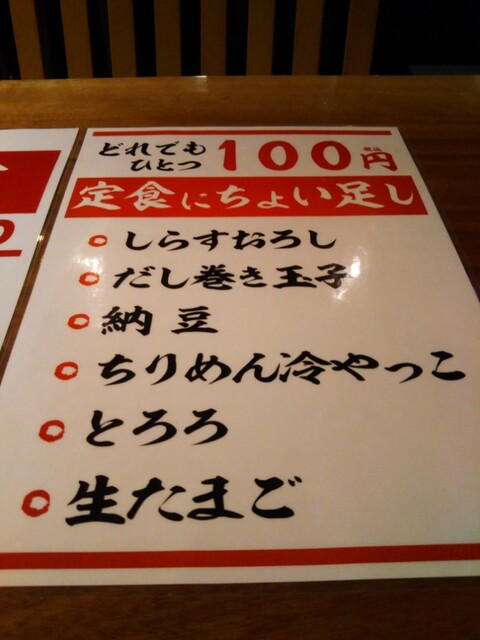 どれでも
ひとつ
100円
税込
定食にちょい足し
しらすおろし
だし巻き玉子
納豆
ちりめん冷やっこ
とろろ
生たまご